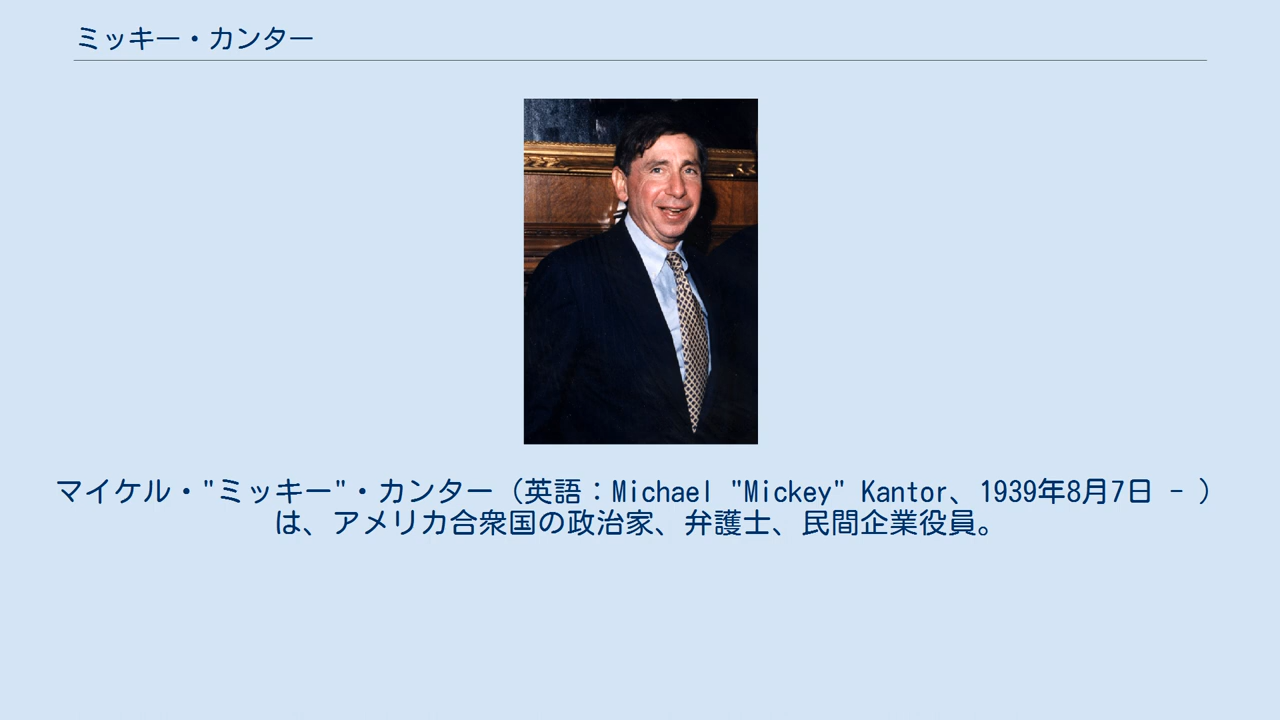 ミッキー・カンター
マイケル・"ミッキー"・カンター（英語：Michael "Mickey" Kantor、1939年8月7日 - ）
は、アメリカ合衆国の政治家、弁護士、民間企業役員。